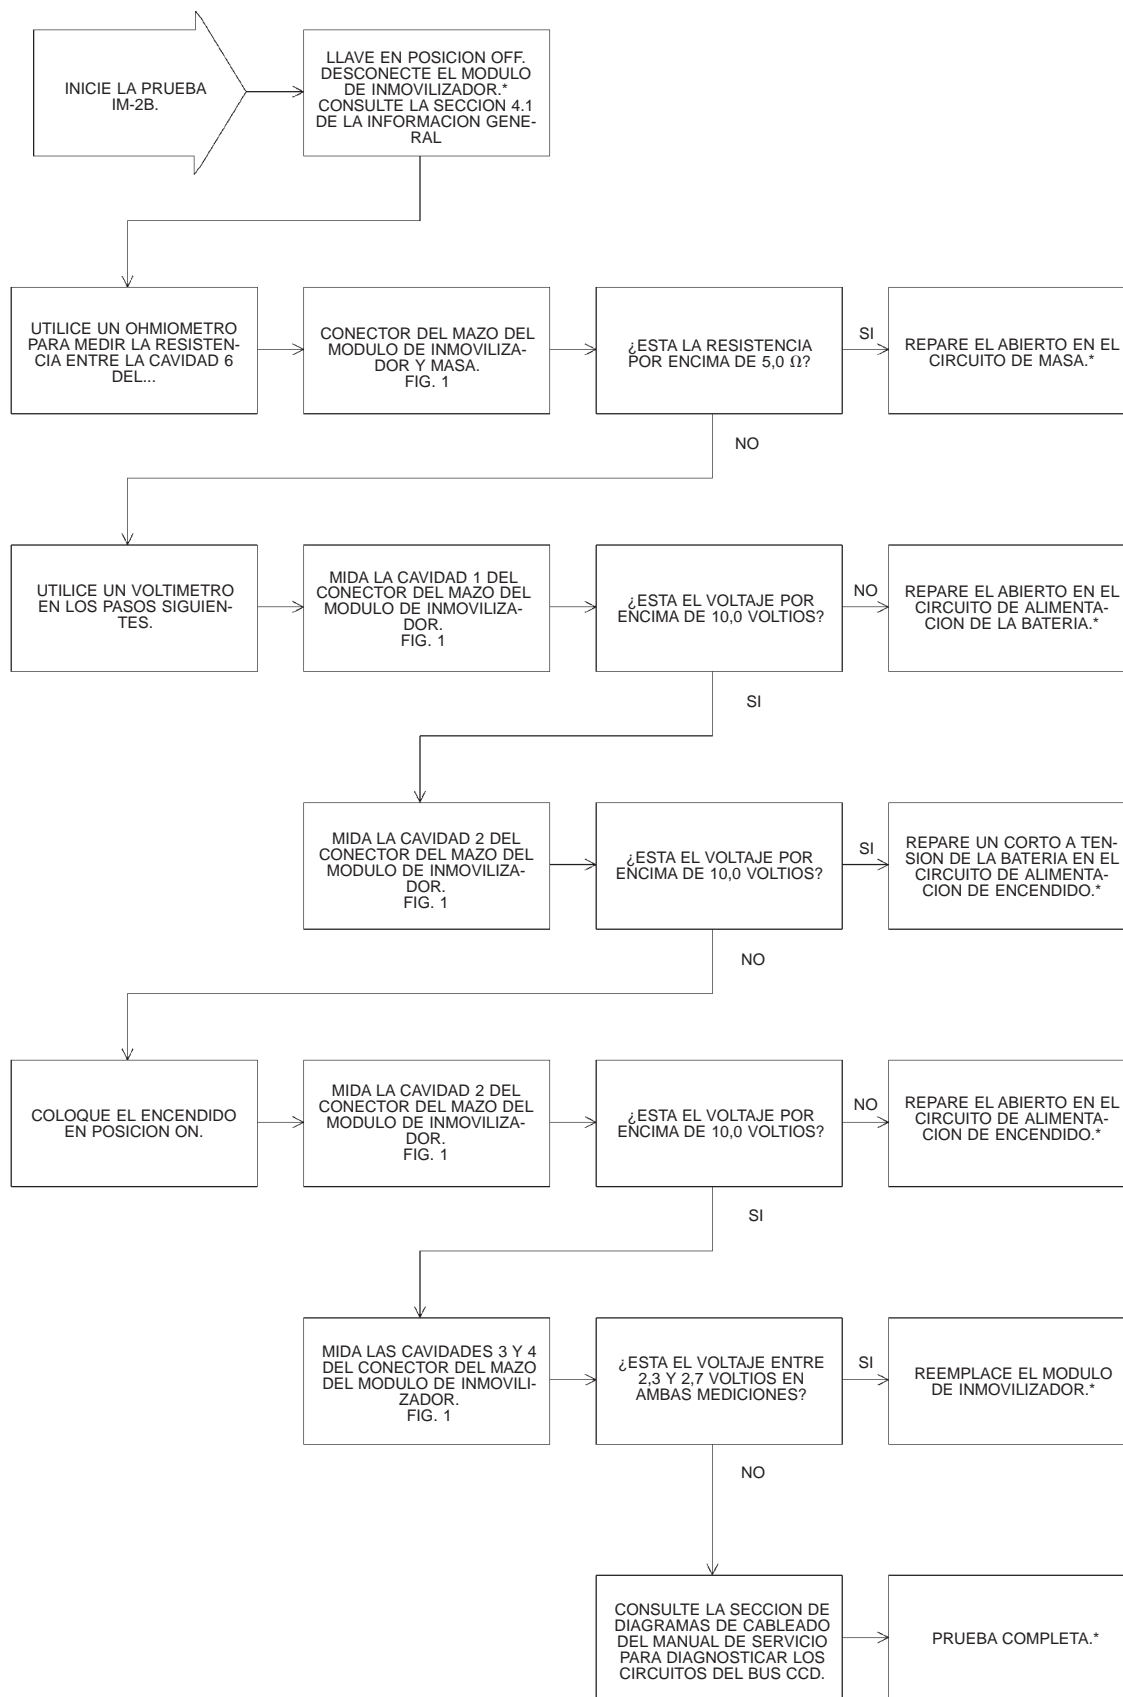 INICIE LA PRUEBA
IM-2B.
LLAVE EN POSICION OFF.
DESCONECTE EL MODULO
DE INMOVILIZADOR.*
CONSULTE LA SECCION 4.1
DE LA INFORMACION GENE-
RAL
UTILICE UN OHMIOMETRO
PARA MEDIR LA RESISTEN-
CIA ENTRE LA CAVIDAD 6
DEL...
CONECTOR DEL MAZO DEL
MODULO DE INMOVILIZA-
DOR Y MASA.
FIG. 1
¿ESTA LA RESISTENCIA
POR ENCIMA DE 5,0 Ω?
SI
REPARE EL ABIERTO EN EL
CIRCUITO DE MASA.*
NO
UTILICE UN VOLTIMETRO
EN LOS PASOS SIGUIEN-
TES.
MIDA LA CAVIDAD 1 DEL
CONECTOR DEL MAZO DEL
MODULO DE INMOVILIZA-
DOR.
FIG. 1
¿ESTA EL VOLTAJE POR
ENCIMA DE 10,0 VOLTIOS?
NO
REPARE EL ABIERTO EN EL
CIRCUITO DE ALIMENTA-
CION DE LA BATERIA.*
SI
MIDA LA CAVIDAD 2 DEL
CONECTOR DEL MAZO DEL
MODULO DE INMOVILIZA-
DOR.
FIG. 1
¿ESTA EL VOLTAJE POR
ENCIMA DE 10,0 VOLTIOS?
SI
REPARE UN CORTO A TEN-
SION DE LA BATERIA EN EL
CIRCUITO DE ALIMENTA-
CION DE ENCENDIDO.*
NO
COLOQUE EL ENCENDIDO
EN POSICION ON.
MIDA LA CAVIDAD 2 DEL
CONECTOR DEL MAZO DEL
MODULO DE INMOVILIZA-
DOR.
FIG. 1
¿ESTA EL VOLTAJE POR
ENCIMA DE 10,0 VOLTIOS?
NO
REPARE EL ABIERTO EN EL
CIRCUITO DE ALIMENTA-
CION DE ENCENDIDO.*
SI
MIDA LAS CAVIDADES 3 Y 4
DEL CONECTOR DEL MAZO
DEL MODULO DE INMOVILI-
ZADOR.
FIG. 1
¿ESTA EL VOLTAJE ENTRE
2,3 Y 2,7 VOLTIOS EN
AMBAS MEDICIONES?
SI
REEMPLACE EL MODULO
DE INMOVILIZADOR.*
NO
CONSULTE LA SECCION DE
DIAGRAMAS DE CABLEADO
DEL MANUAL DE SERVICIO
PARA DIAGNOSTICAR LOS
CIRCUITOS DEL BUS CCD.
PRUEBA COMPLETA.*